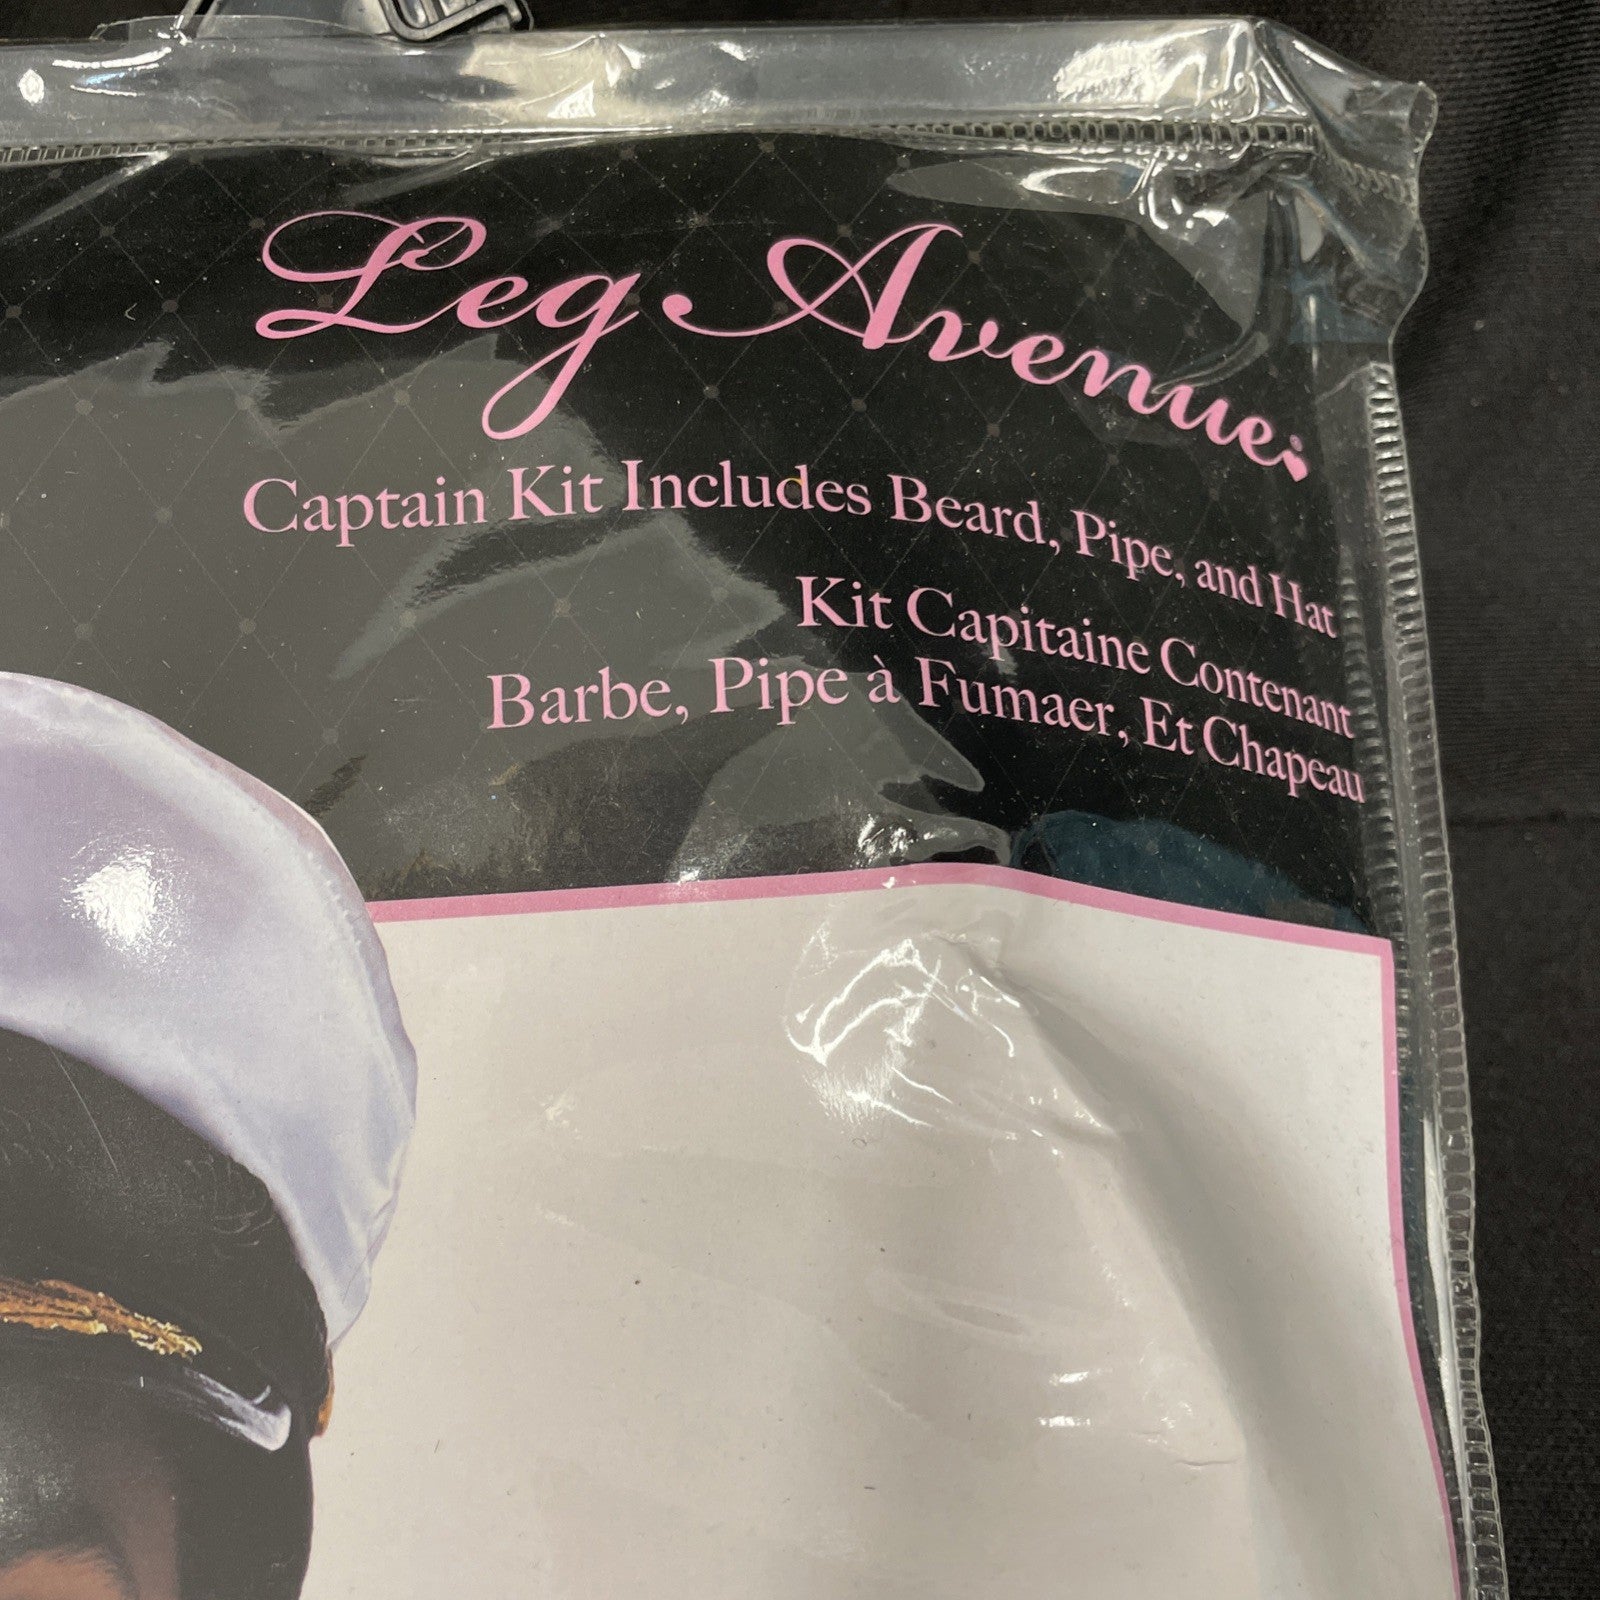 Leg Avenue
Captain Kit Includes Beard, Pipe, and Hat
Kit Capitaine Contenant
Barbe, Pipe à Fumaer, Et Chapeau